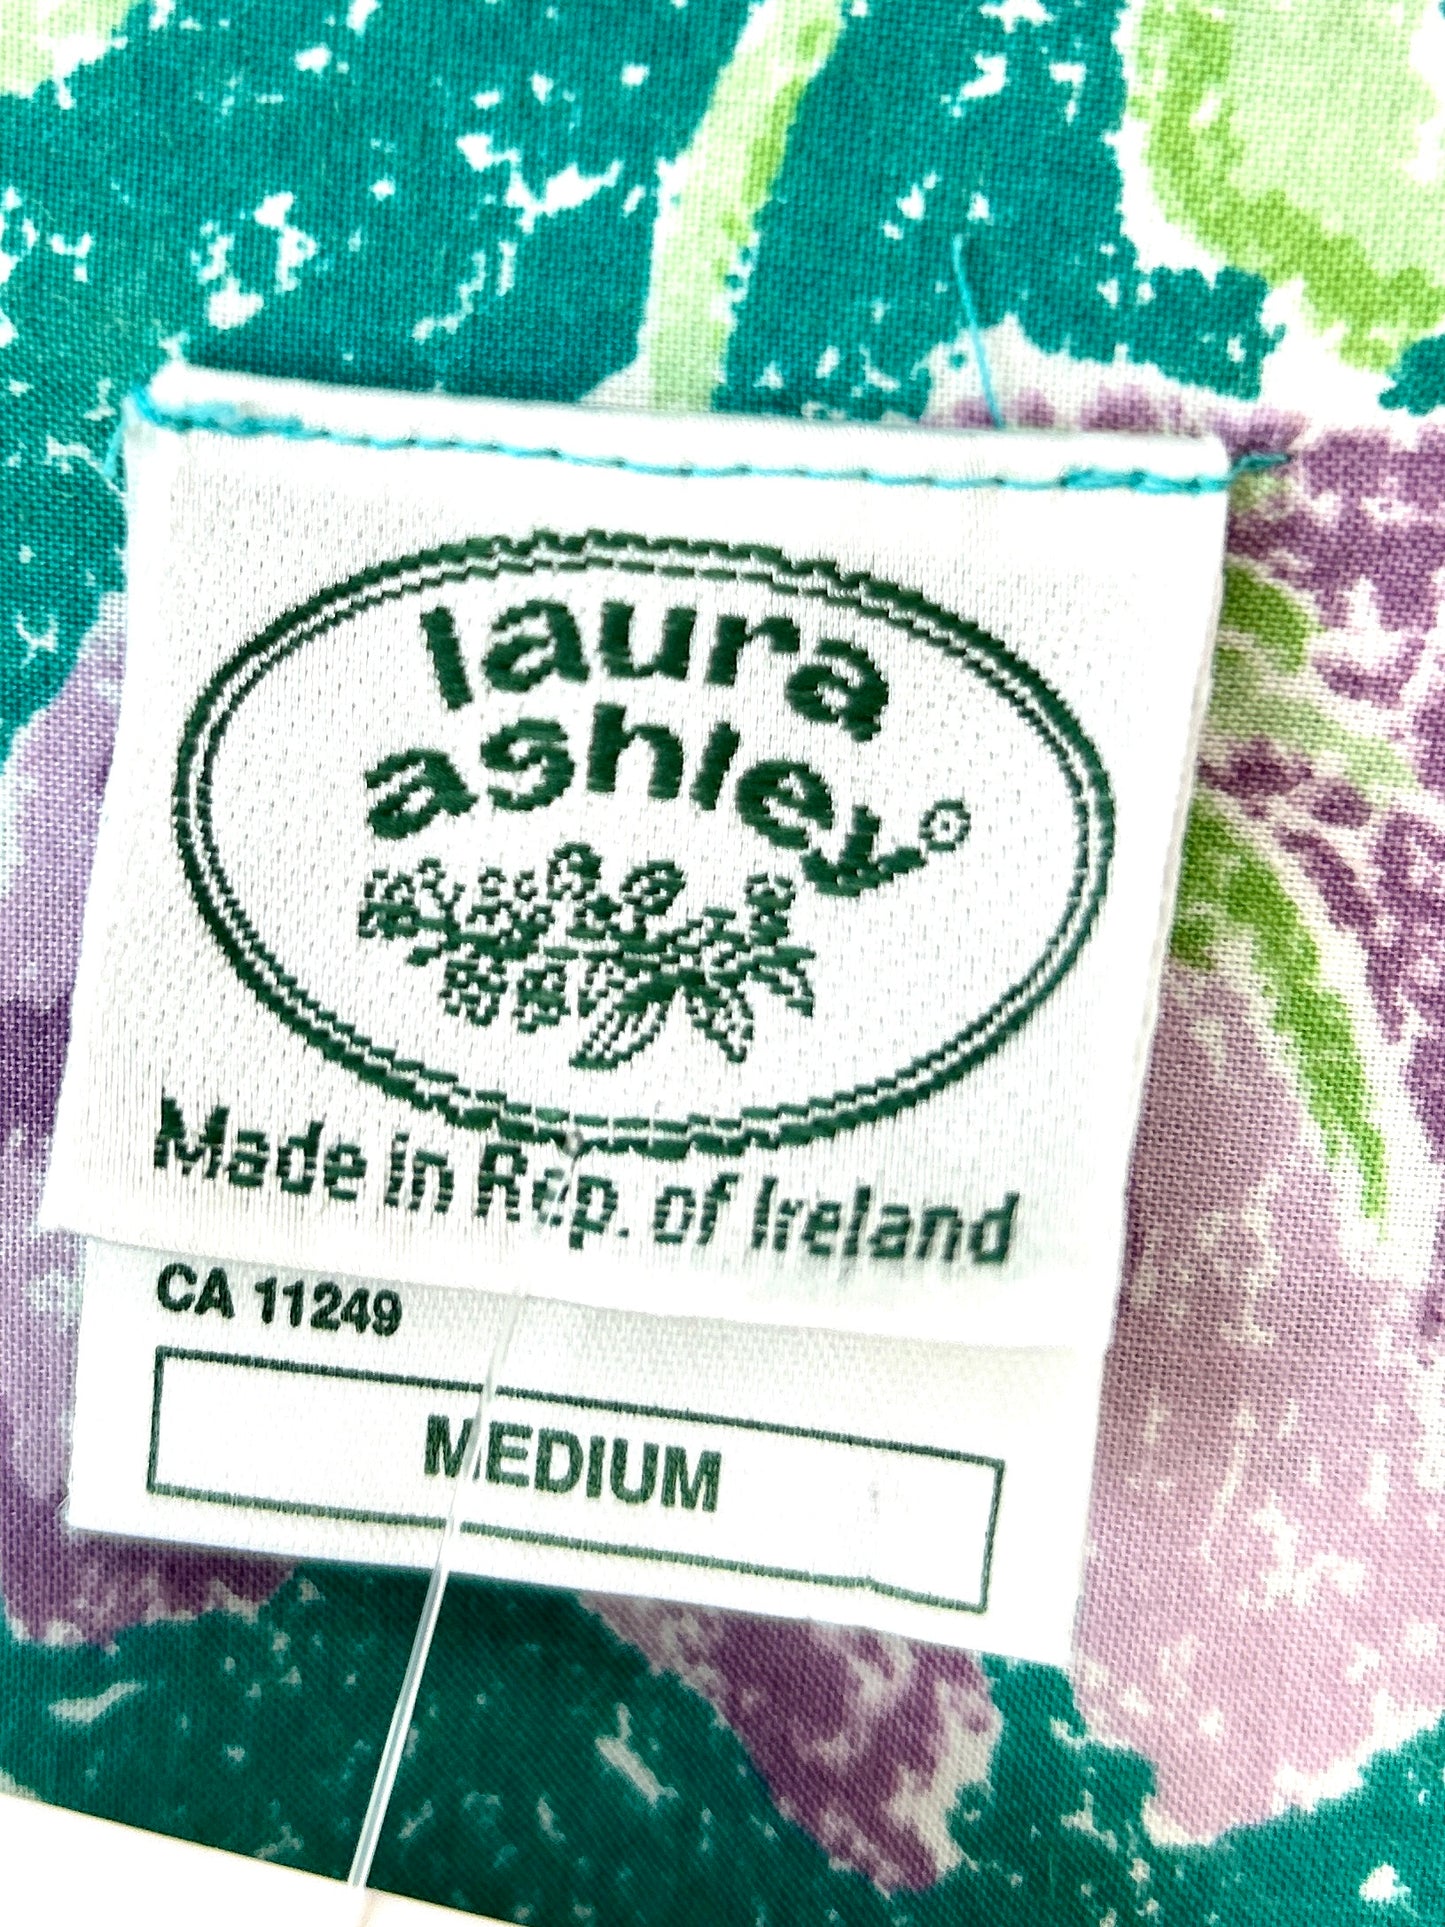 laura
ashley®
Made in Rep. of Ireland
CA 11249
MEDIUM